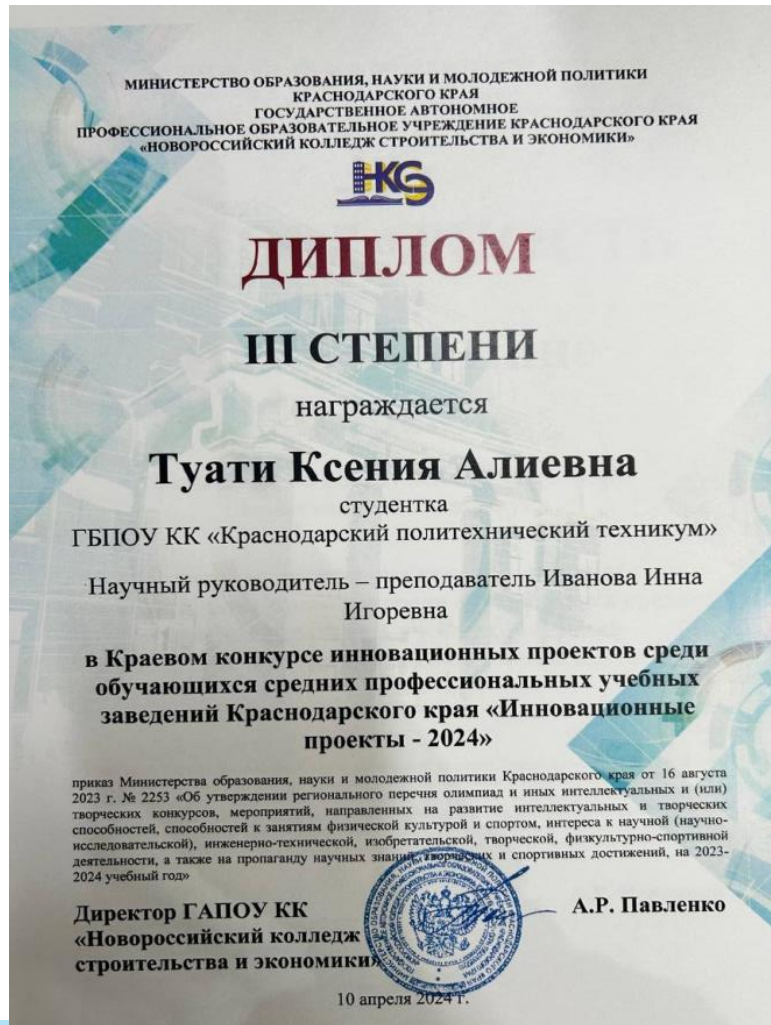 МИНИСТЕРСТВО ОБРАЗОВАНИЯ, НАУКИ И МОЛОДЕЖНОЙ ПОЛИТИКИ
КРАСНОДАРСКОГО КРАЯ
ГОСУДАРСТВЕННОЕ АВТОНОМНОЕ
ПРОФЕССИОНАЛЬНОЕ ОБРАЗОВАТЕЛЬНОЕ УЧРЕЖДЕНИЕ КРАСНОДАРСКОГО КРАЯ
«НОВОРОССИЙСКИЙ КОЛЛЕДЖ СТРОИТЕЛЬСТВА И ЭКОНОМИКИ»
НКСЭ
ДИПЛОМ
III СТЕПЕНИ
награждается
Туати Ксения Алиевна
студентка
ГБПОУ КК «Краснодарский политехнический техникум»
Научный руководитель – преподаватель Иванова Инна
Игоревна
в Краевом конкурсе инновационных проектов среди
обучающихся средних профессиональных учебных
заведений Краснодарского края «Инновационные
проекты - 2024»
приказ Министерства образования, науки и молодежной политики Краснодарского края от 16 августа
2023 г. № 2253 «Об утверждении регионального перечня олимпиад и иных интеллектуальных и (или)
творческих конкурсов, мероприятий, направленных на развитие интеллектуальных и творческих
способностей, способностей к занятиям физической культурой и спортом, интереса к научной (научно-
исследовательской), инженерно-технической, изобретательской, творческой, физкультурно-спортивной
деятельности, а также на пропаганду научных знаний, творческих и спортивных достижений, на 2023-
2024 учебный год»
Директор ГАПОУ КК А.Р. Павленко
«Новороссийский колледж
строительства и экономики»
10 апреля 2024 г.